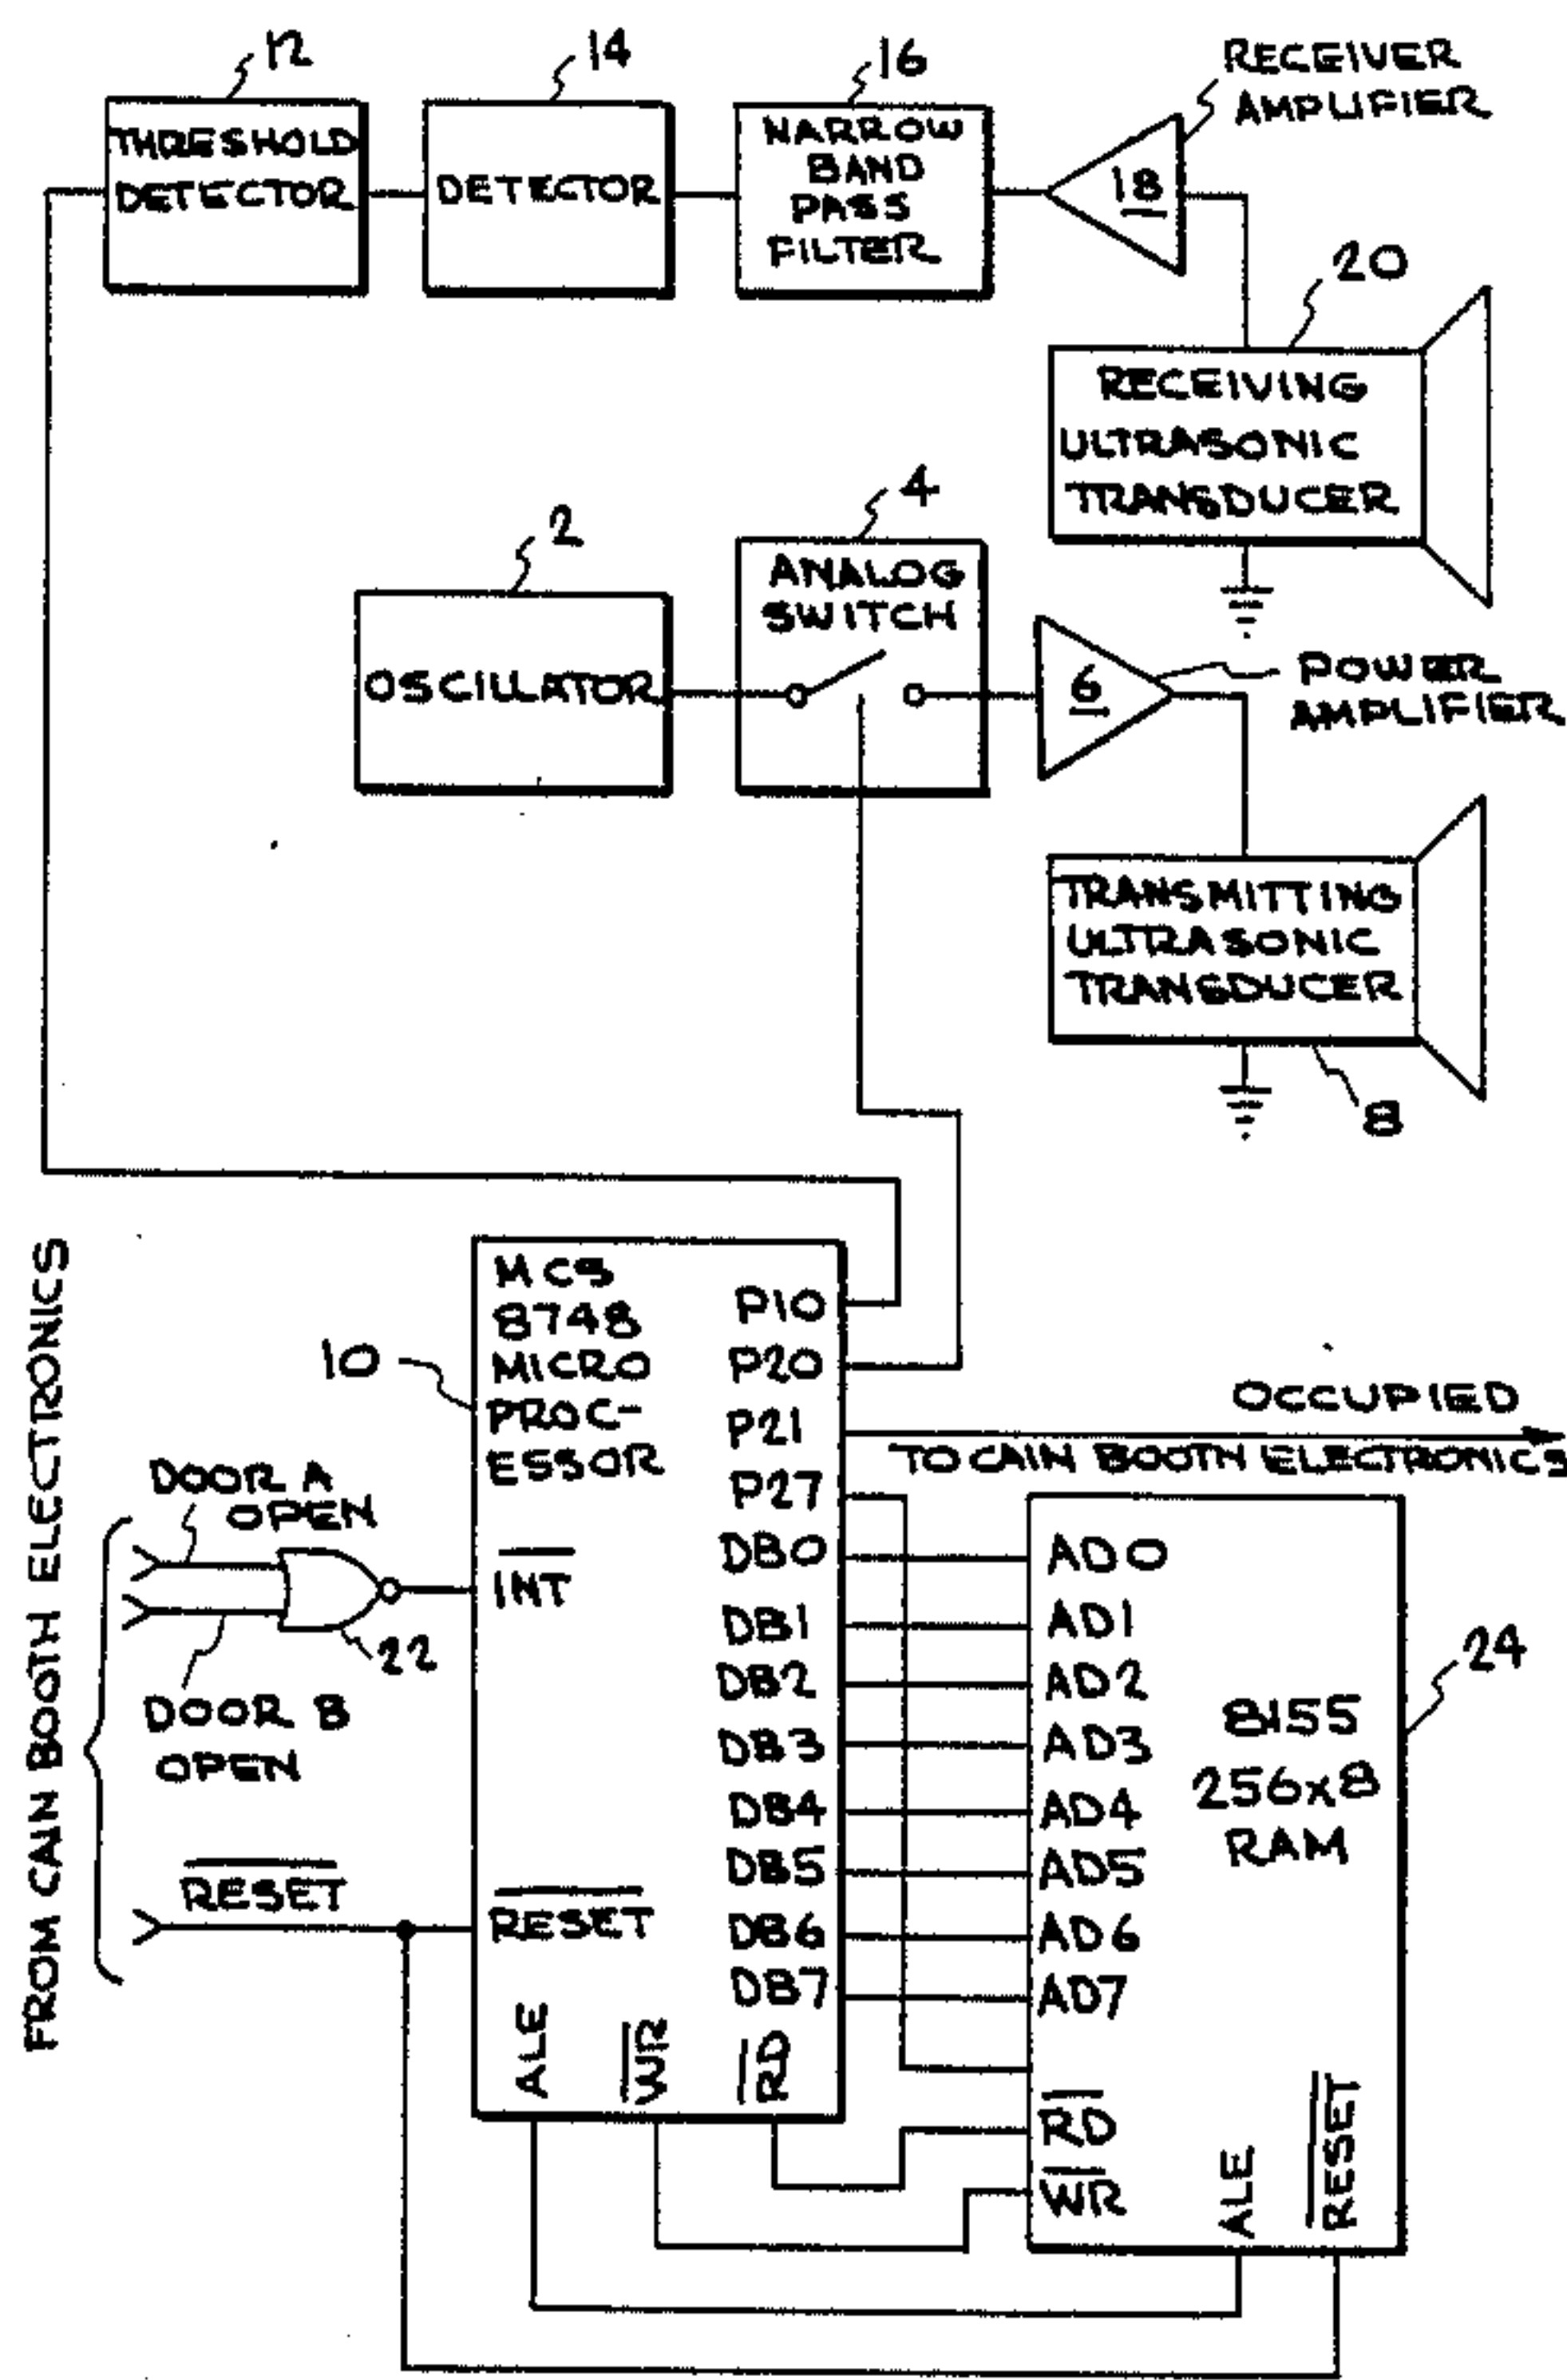 12
14
16
RECEIVER
AMPLIFIER
THRESHOLD
DETECTOR
DETECTOR
NARROW
BAND
PASS
FILTER
18
20
RECEIVING
ULTRASONIC
TRANSDUCER
2
4
OSCILLATOR
ANALOG
SWITCH
6
POWER
AMPLIFIER
TRANSMITTING
ULTRASONIC
TRANSDUCER
8
FROM CAIN BOOTH ELECTRONICS
10
MCS
8748
MICRO
PROC-
ESSOR
P10
P20
P21
P27
DB0
DB1
DB2
DB3
DB4
DB5
DB6
DB7
OCCUPIED
TO CAIN BOOTH ELECTRONICS
DOOR A
OPEN
INT
22
DOOR B
OPEN
RESET
RESET
ALE
WR
RD
AD0
AD1
AD2
AD3
AD4
AD5
AD6
AD7
8155
256x8
RAM
24
RD
WR
ALE
RESET